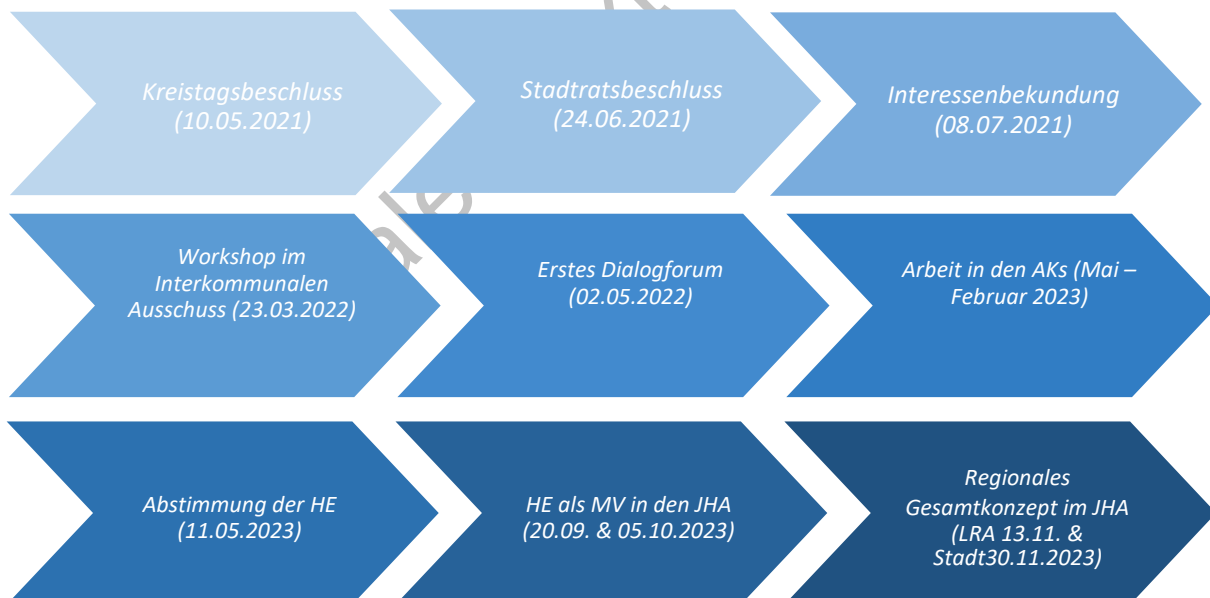 Kreistagsbeschluss
(10.05.2021)
Stadtratsbeschluss
(24.06.2021)
Interessenbekundung
(08.07.2021)
Workshop im
Interkommunalen
Ausschuss (23.03.2022)
Erstes Dialogforum
(02.05.2022)
Arbeit in den AKs (Mai –
Februar 2023)
Abstimmung der HE
(11.05.2023)
HE als MV in den JHA
(20.09. & 05.10.2023)
Regionales
Gesamtkonzept im JHA
(LRA 13.11. &
Stadt30.11.2023)